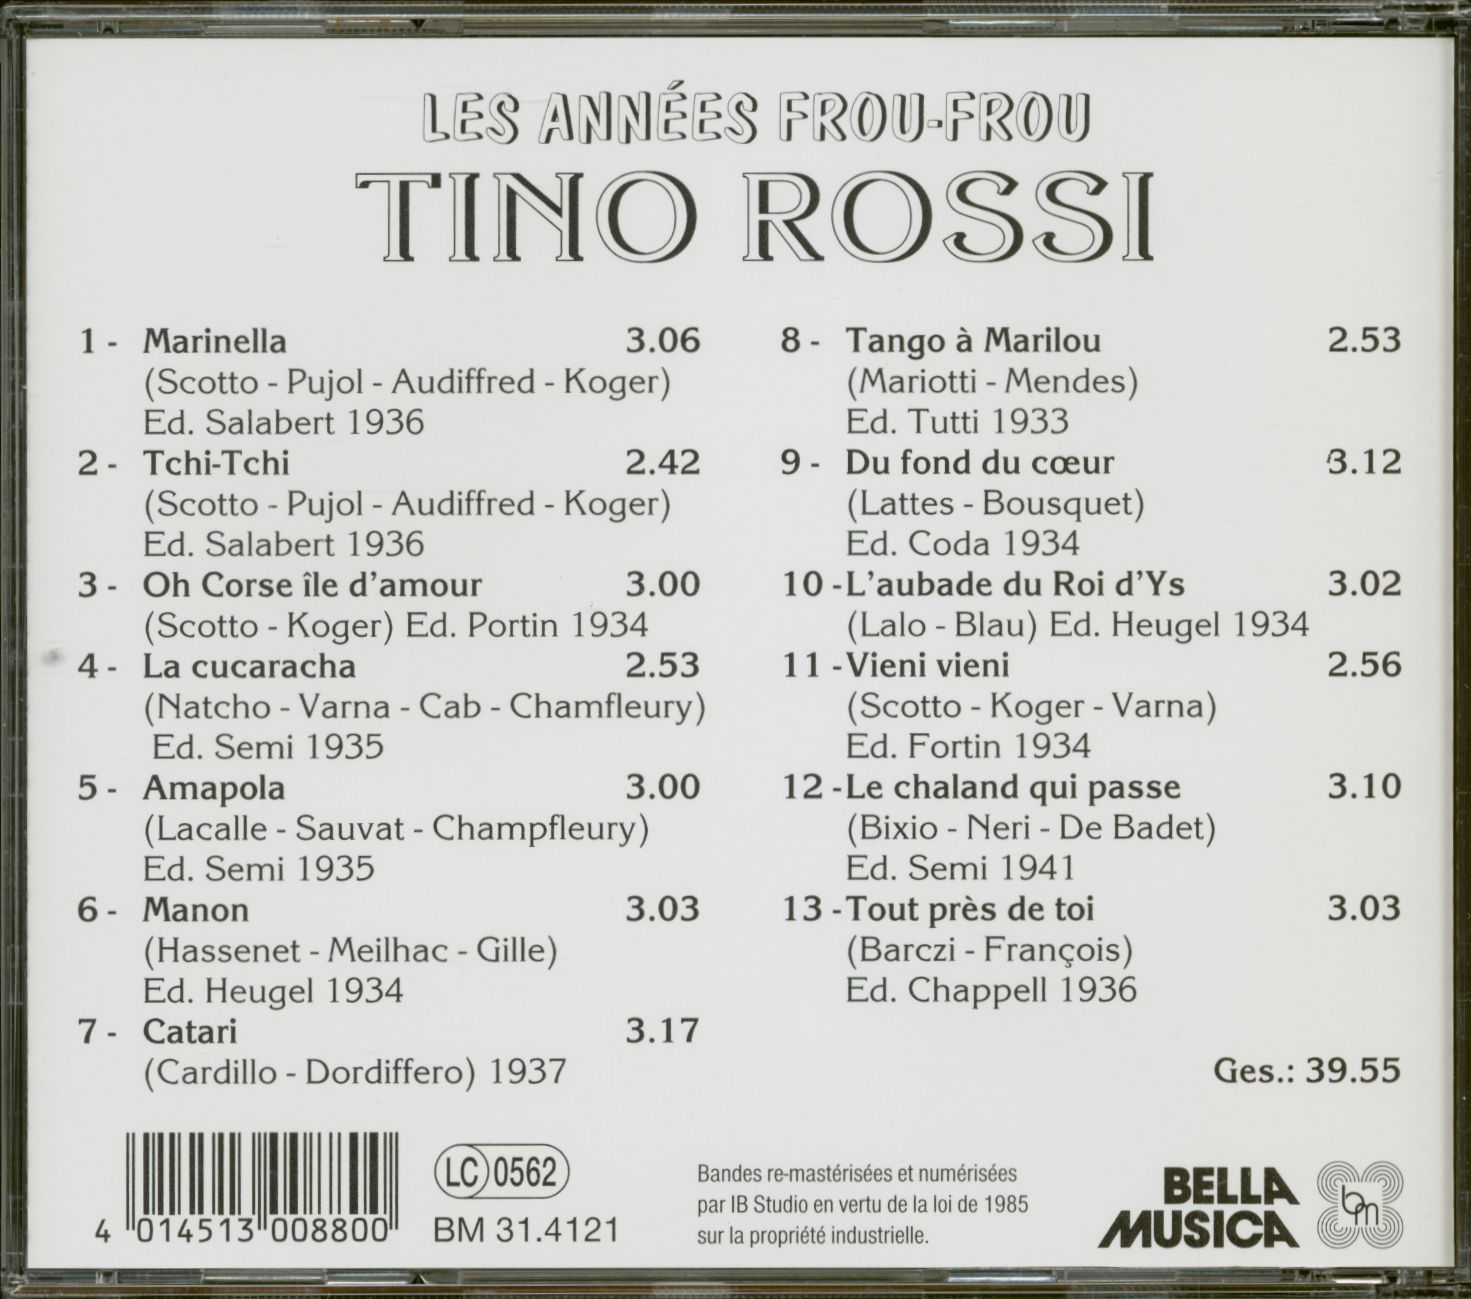 LES ANNÉES FROU-FROU
TINO ROSSI
1 - Marinella 3.06
(Scotto - Pujol - Audiffred - Koger)
Ed. Salabert 1936
2 - Tchi-Tchi 2.42
(Scotto - Pujol - Audiffred - Koger)
Ed. Salabert 1936
3 - Oh Corse île d'amour 3.00
(Scotto - Koger) Ed. Portin 1934
4 - La cucaracha 2.53
(Natcho - Varna - Cab - Chamfleury)
Ed. Semi 1935
5 - Amapola 3.00
(Lacalle - Sauvat - Champfleury)
Ed. Semi 1935
6 - Manon 3.03
(Hassenet - Meilhac - Gille)
Ed. Heugel 1934
7 - Catari 3.17
(Cardillo - Dordiffero) 1937
8 - Tango à Marilou 2.53
(Mariotti - Mendes)
Ed. Tutti 1933
9 - Du fond du cœur 3.12
(Lattes - Bousquet)
Ed. Coda 1934
10 - L'aubade du Roi d'Ys 3.02
(Lalo - Blau) Ed. Heugel 1934
11 - Vieni vieni 2.56
(Scotto - Koger - Varna)
Ed. Fortin 1934
12 - Le chaland qui passe 3.10
(Bixio - Neri - De Badet)
Ed. Semi 1941
13 - Tout près de toi 3.03
(Barczi - François)
Ed. Chappell 1936
Ges.: 39.55
4 014513 008800
LC 0562
BM 31.4121
Bandes re-mastérisées et numérisées
par IB Studio en vertu de la loi de 1985
sur la propriété industrielle.
BELLA
MUSICA
bm